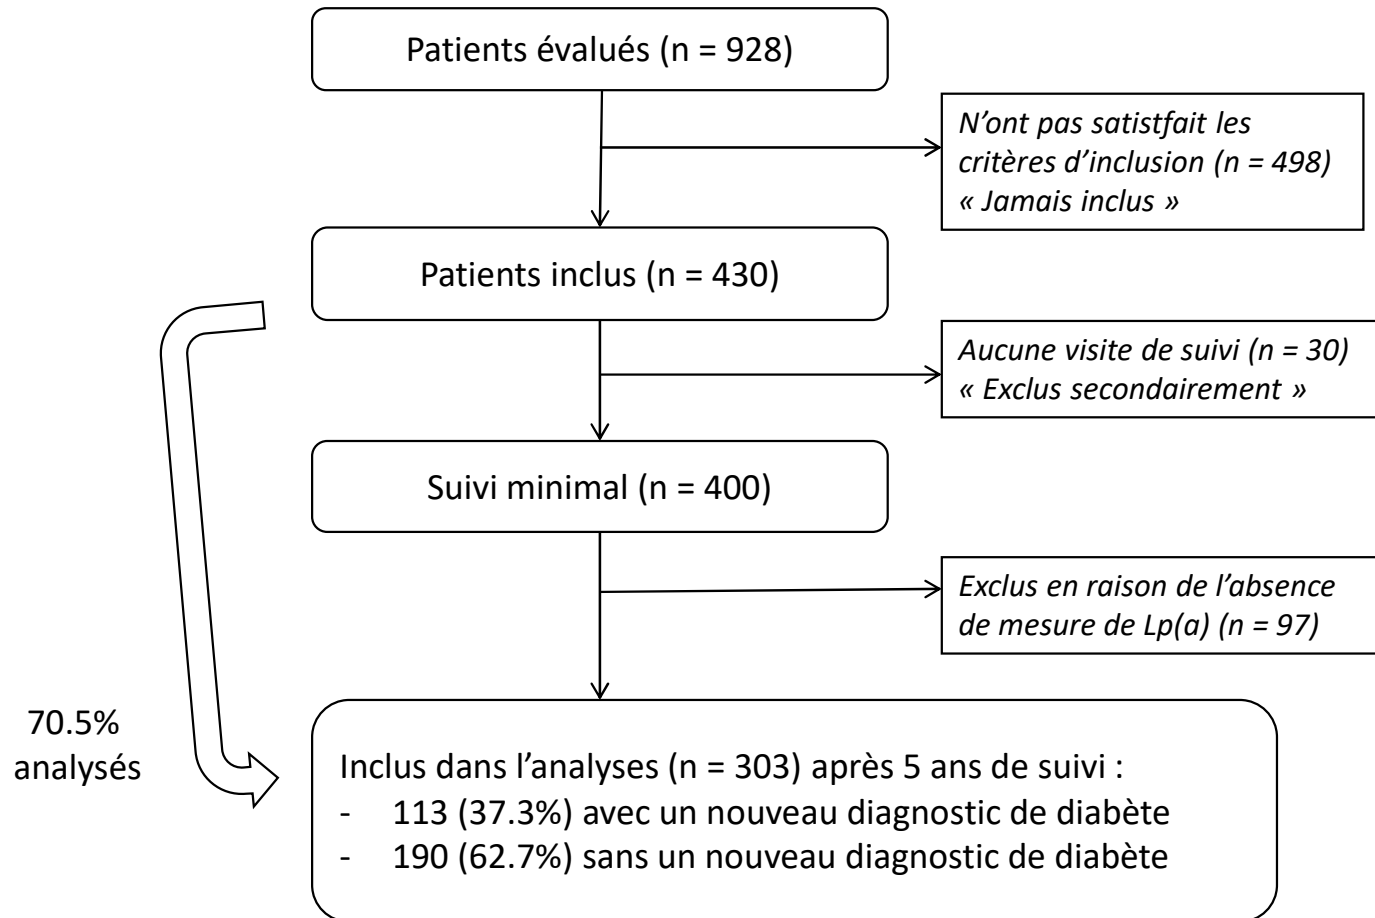 Patients évalués (n = 928)
N’ont pas satistfait les
critères d’inclusion (n = 498)
« Jamais inclus »
Patients inclus (n = 430)
Aucune visite de suivi (n = 30)
« Exclus secondairement »
Suivi minimal (n = 400)
Exclus en raison de l’absence
de mesure de Lp(a) (n = 97)
70.5%
analysés
Inclus dans l’analyses (n = 303) après 5 ans de suivi :
- 113 (37.3%) avec un nouveau diagnostic de diabète
- 190 (62.7%) sans un nouveau diagnostic de diabète